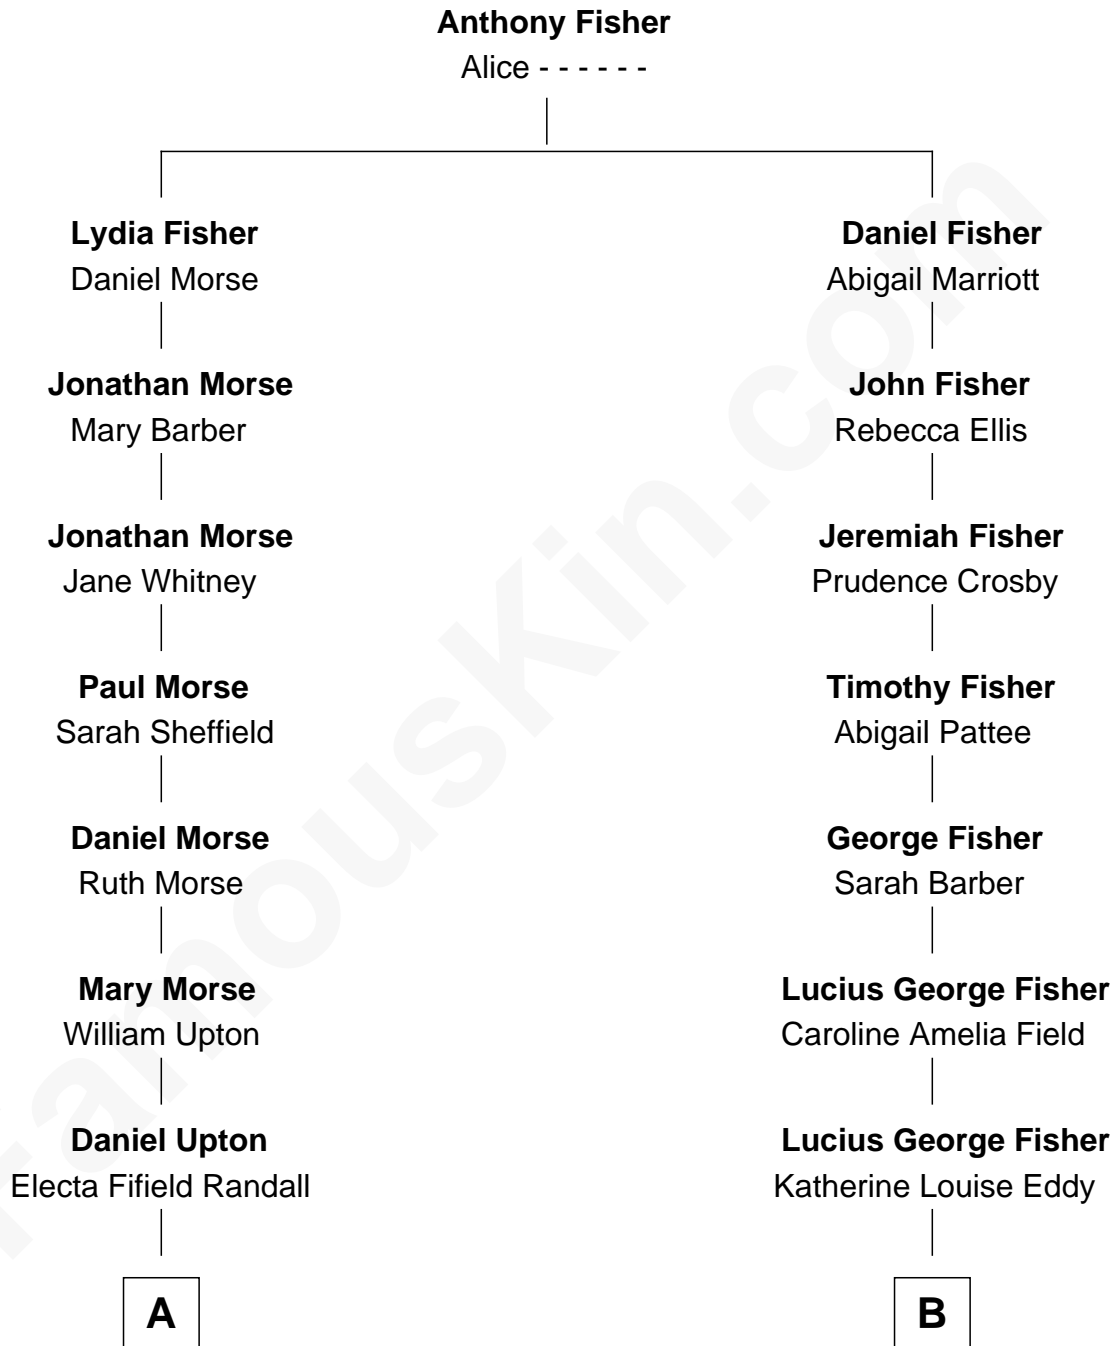 Anthony Fisher
Alice - - - - - -
Lydia Fisher
Daniel Morse
Daniel Fisher
Abigail Marriott
Jonathan Morse
Mary Barber
John Fisher
Rebecca Ellis
Jonathan Morse
Jane Whitney
Jeremiah Fisher
Prudence Crosby
Paul Morse
Sarah Sheffield
Timothy Fisher
Abigail Pattee
Daniel Morse
Ruth Morse
George Fisher
Sarah Barber
Mary Morse
William Upton
Lucius George Fisher
Caroline Amelia Field
Daniel Upton
Electa Fifield Randall
Lucius George Fisher
Katherine Louise Eddy
A
B
FamousKin.com